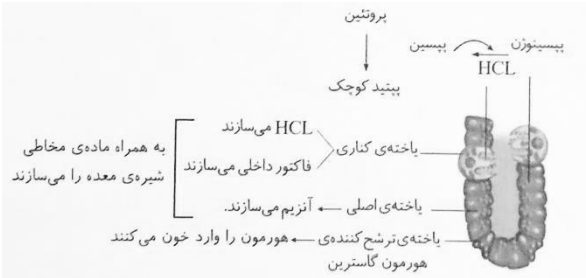 پروتئین
پپتید کوچک
پپسینوژن
پپسین
HCL
یاخته‌ی کناری
HCL می‌سازند
فاکتور داخلی می‌سازند
یاخته‌ی اصلی ← آنزیم می‌سازند.
به همراه ماده‌ی مخاطی
شیره‌ی معده را می‌سازند
یاخته‌ی ترشح کننده‌ی ← هورمون را وارد خون می‌کنند
هورمون گاسترین